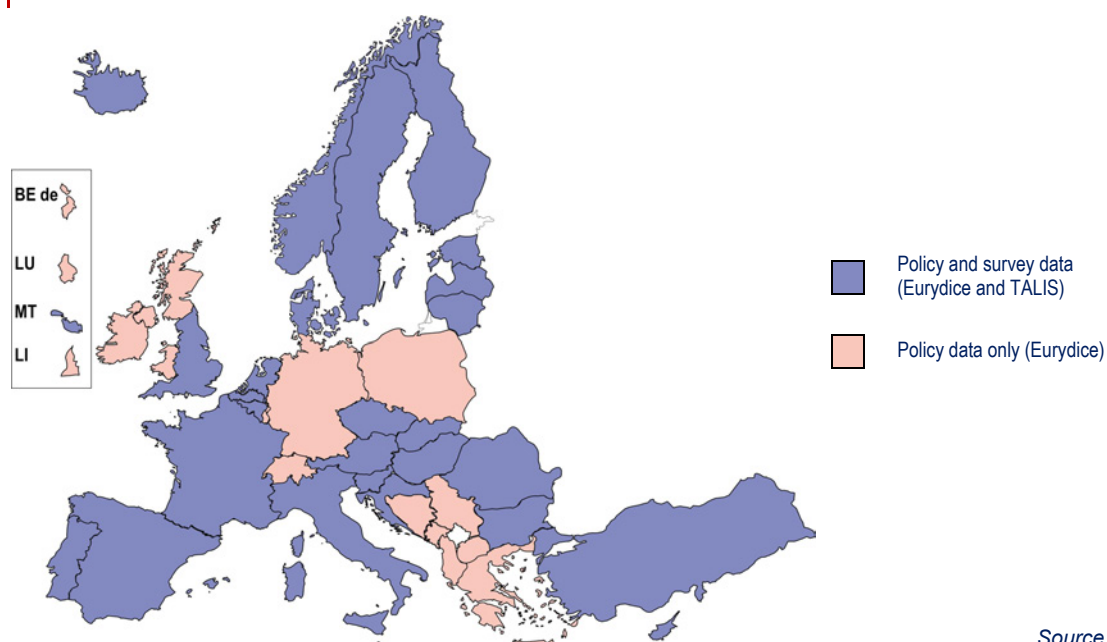 BE de
LU
MT
LI
Policy and survey data
(Eurydice and TALIS)
Policy data only (Eurydice)
Source